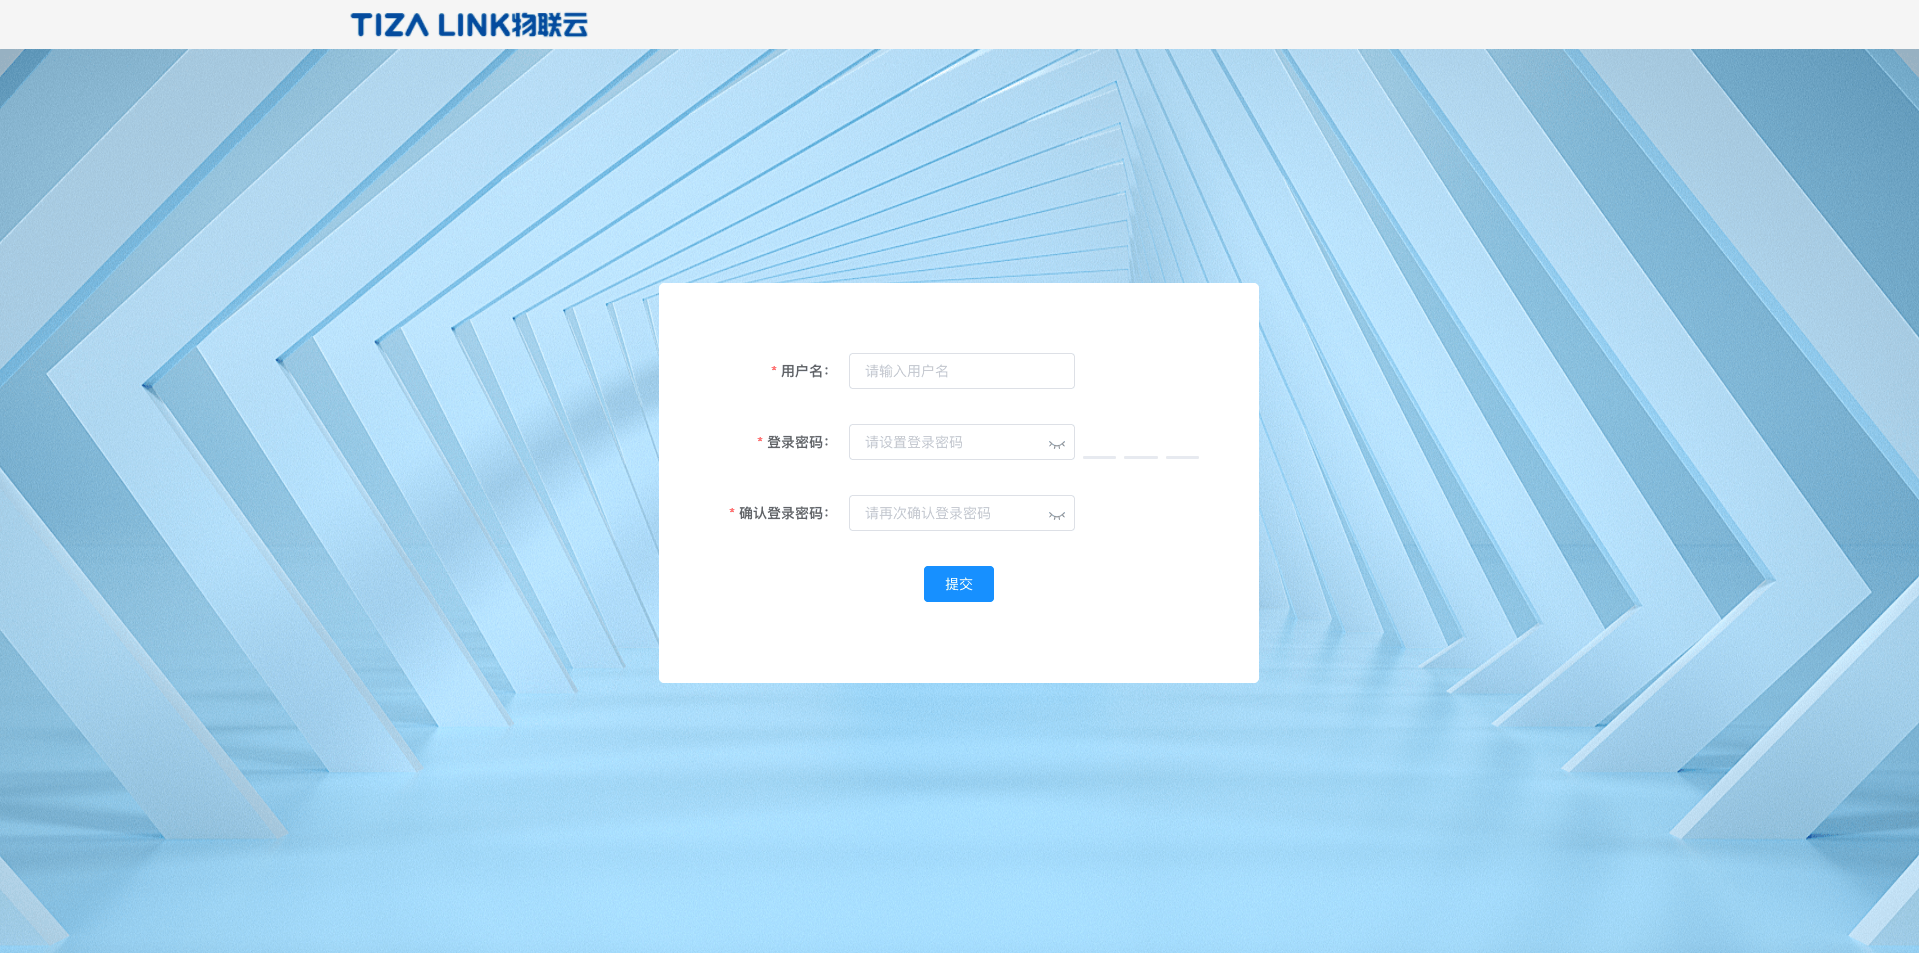 TIZA LINK物联云
* 用户名:
请输入用户名
* 登录密码:
请设置登录密码
* 确认登录密码:
请再次确认登录密码
提交